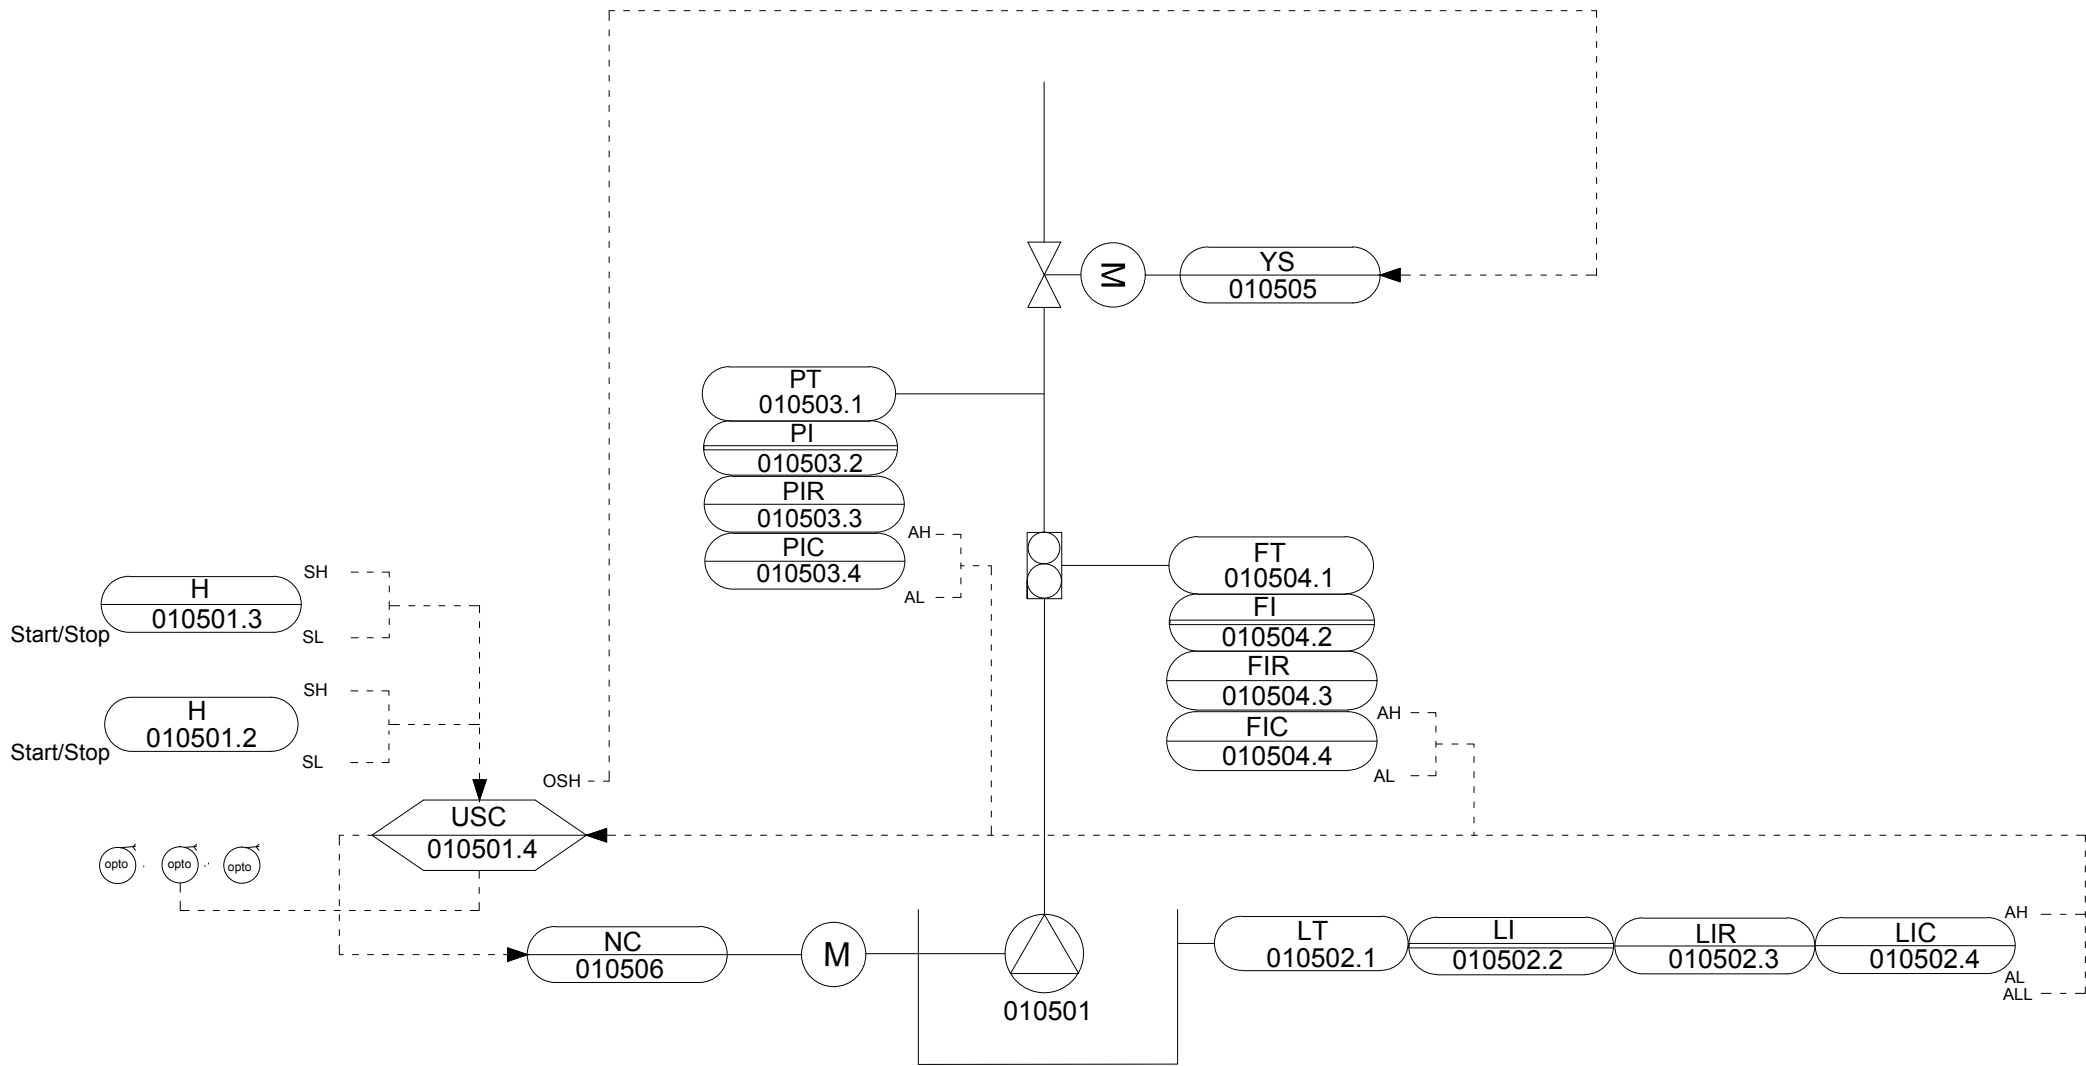 YS
010505
M
PT
010503.1
PI
010503.2
PIR
010503.3
PIC
010503.4
AH
AL
FT
010504.1
FI
010504.2
FIR
010504.3
FIC
010504.4
AH
AL
H
010501.3
Start/Stop
SH
SL
H
010501.2
Start/Stop
SH
SL
OSH
USC
010501.4
opto
opto
opto
NC
010506
M
010501
LT
010502.1
LI
010502.2
LIR
010502.3
LIC
010502.4
AH
AL
ALL